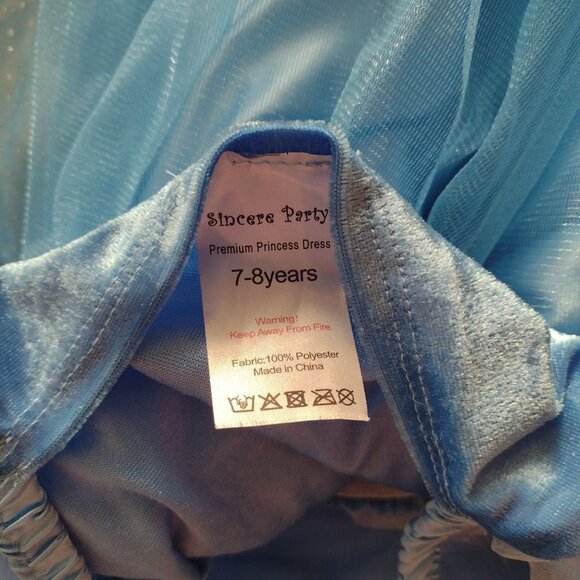 Sincere Party
Premium Princess Dress
7-8years
Warning!
Keep Away From Fire
Fabric:100% Polyester
Made in China